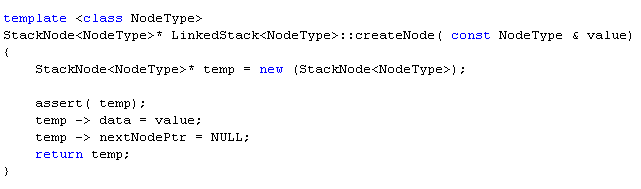 template <class NodeType>
StackNode<NodeType>* LinkedStack<NodeType>::createNode( const NodeType & value)
{
    StackNode<NodeType>* temp = new (StackNode<NodeType>);

    assert( temp);
    temp -> data = value;
    temp -> nextNodePtr = NULL;
    return temp;
}